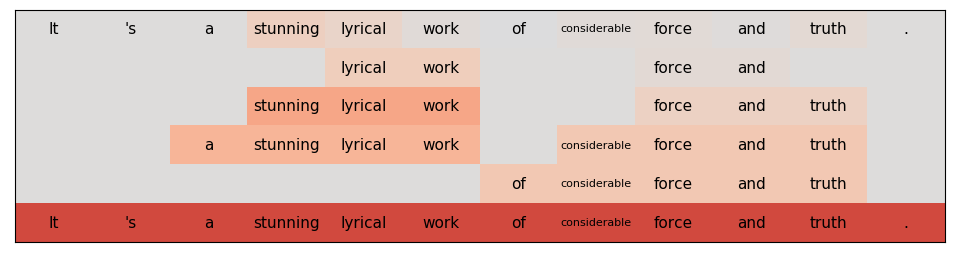 It 's a stunning lyrical work of considerable force and truth .
lyrical work force and
stunning lyrical work force and truth
a stunning lyrical work considerable force and truth
of considerable force and truth
It 's a stunning lyrical work of considerable force and truth .